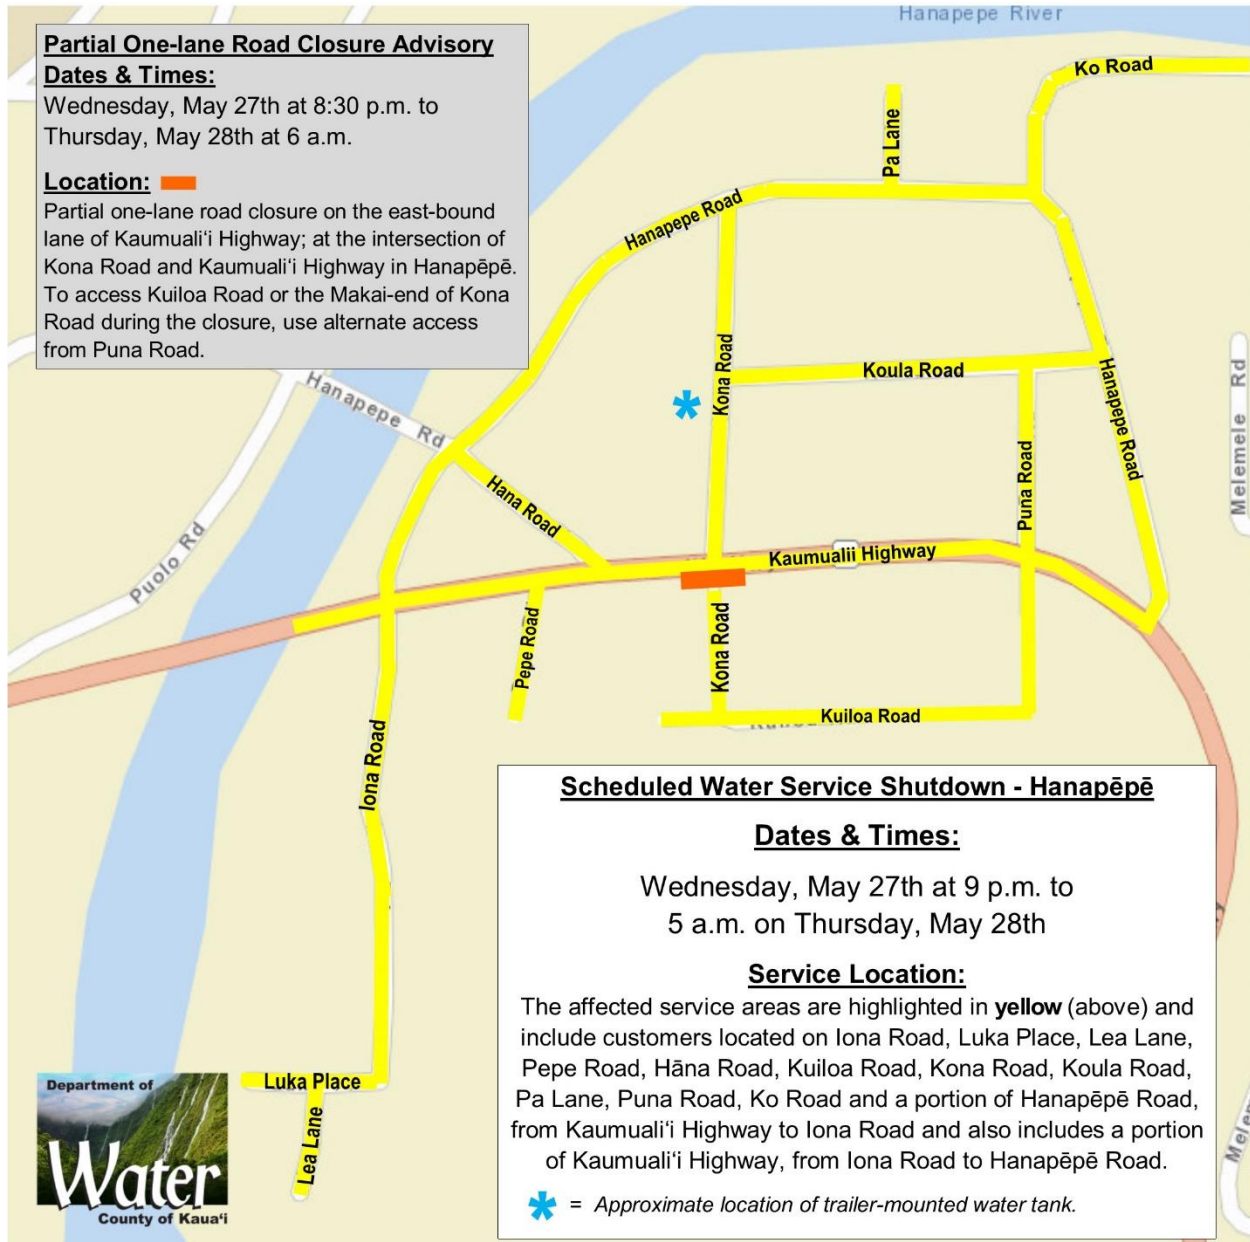 Hanapepe River
Partial One-lane Road Closure Advisory
Dates & Times:
Wednesday, May 27th at 8:30 p.m. to
Thursday, May 28th at 6 a.m.
Location:
Partial one-lane road closure on the east-bound
lane of Kaumualiʻi Highway; at the intersection of
Kona Road and Kaumualiʻi Highway in Hanapēpē.
To access Kuiloa Road or the Makai-end of Kona
Road during the closure, use alternate access
from Puna Road.
Ko Road
Pa Lane
Hanapepe Road
Kona Road
Koula Road
Hanapepe Road
Melemele Rd
Hanapepe Rd
Hana Road
Puna Road
Puolo Rd
Kaumualii Highway
Pepe Road
Kona Road
Kuiloa Road
Iona Road
Luka Place
Lea Lane
Scheduled Water Service Shutdown - Hanapēpē
Dates & Times:
Wednesday, May 27th at 9 p.m. to
5 a.m. on Thursday, May 28th
Service Location:
The affected service areas are highlighted in yellow (above) and
include customers located on Iona Road, Luka Place, Lea Lane,
Pepe Road, Hāna Road, Kuiloa Road, Kona Road, Koula Road,
Pa Lane, Puna Road, Ko Road and a portion of Hanapēpē Road,
from Kaumualiʻi Highway to Iona Road and also includes a portion
of Kaumualiʻi Highway, from Iona Road to Hanapēpē Road.
* = Approximate location of trailer-mounted water tank.
Department of
Water
County of Kauaʻi